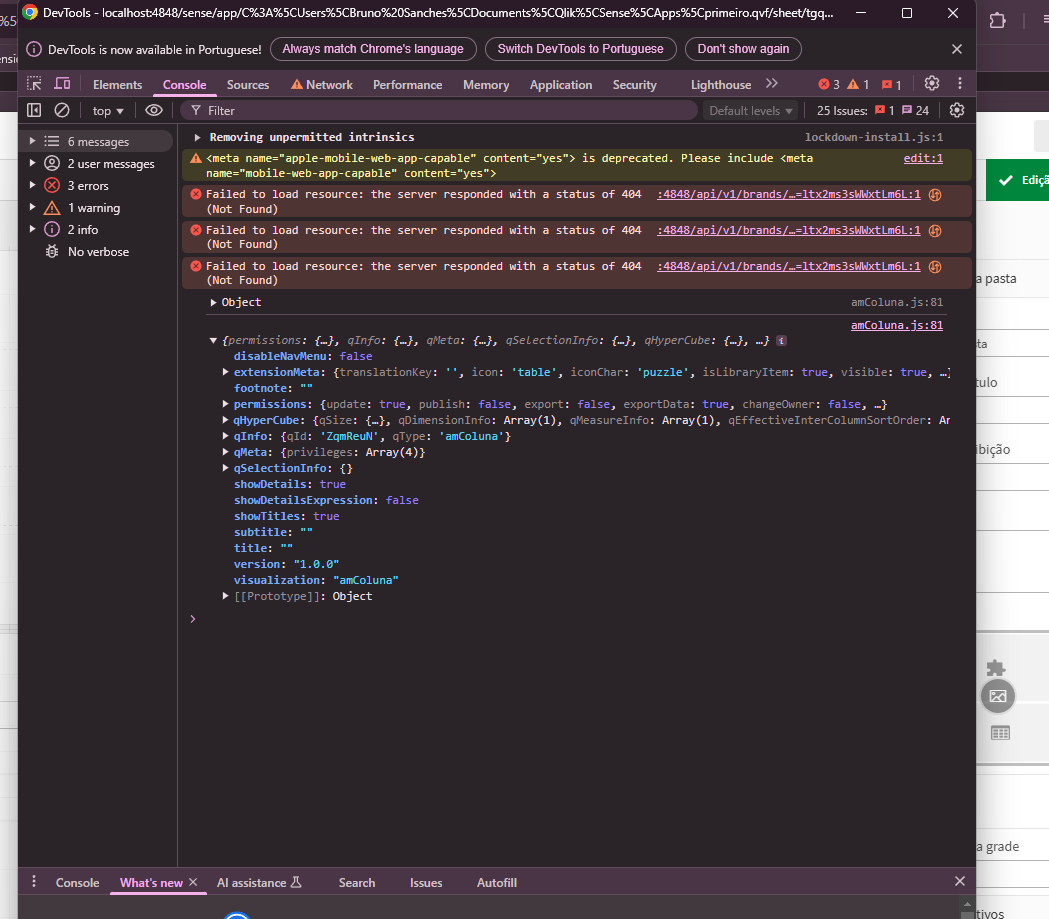 DevTools - localhost:4848/sense/app/C%3A%5CUsers%5CBruno%20Sanches%5CDocuments%5CQlik%5CSense%5CApps%5Cprimeiro.qvf/sheet/tgq...
DevTools is now available in Portuguese! Always match Chrome's language Switch DevTools to Portuguese Don't show again
Elements Console Sources Network Performance Memory Application Security Lighthouse 3 1 1
top Filter Default levels 25 Issues: 1 24
6 messages
2 user messages
3 errors
1 warning
2 info
No verbose
Removing unpermitted intrinsics lockdown-install.js:1
<meta name="apple-mobile-web-app-capable" content="yes"> is deprecated. Please include <meta edit:1
name="mobile-web-app-capable" content="yes">
Failed to load resource: the server responded with a status of 404 :4848/api/v1/brands/…=ltx2ms3sWWxtLm6L:1
(Not Found)
Failed to load resource: the server responded with a status of 404 :4848/api/v1/brands/…=ltx2ms3sWWxtLm6L:1
(Not Found)
Failed to load resource: the server responded with a status of 404 :4848/api/v1/brands/…=ltx2ms3sWWxtLm6L:1
(Not Found)
Object amColuna.js:81
amColuna.js:81
{permissions: {…}, qInfo: {…}, qMeta: {…}, qSelectionInfo: {…}, qHyperCube: {…}, …} i
disableNavMenu: false
extensionMeta: {translationKey: '', icon: 'table', iconChar: 'puzzle', isLibraryItem: true, visible: true, …}
footnote: ""
permissions: {update: true, publish: false, export: false, exportData: true, changeOwner: false, …}
qHyperCube: {qSize: {…}, qDimensionInfo: Array(1), qMeasureInfo: Array(1), qEffectiveInterColumnSortOrder: Ar
qInfo: {qId: 'ZqmReuN', qType: 'amColuna'}
qMeta: {privileges: Array(4)}
qSelectionInfo: {}
showDetails: true
showDetailsExpression: false
showTitles: true
subtitle: ""
title: ""
version: "1.0.0"
visualization: "amColuna"
[[Prototype]]: Object
Console What's new AI assistance Search Issues Autofill
Ediçã
a pasta
sta
tulo
ibição
a grade
tivos